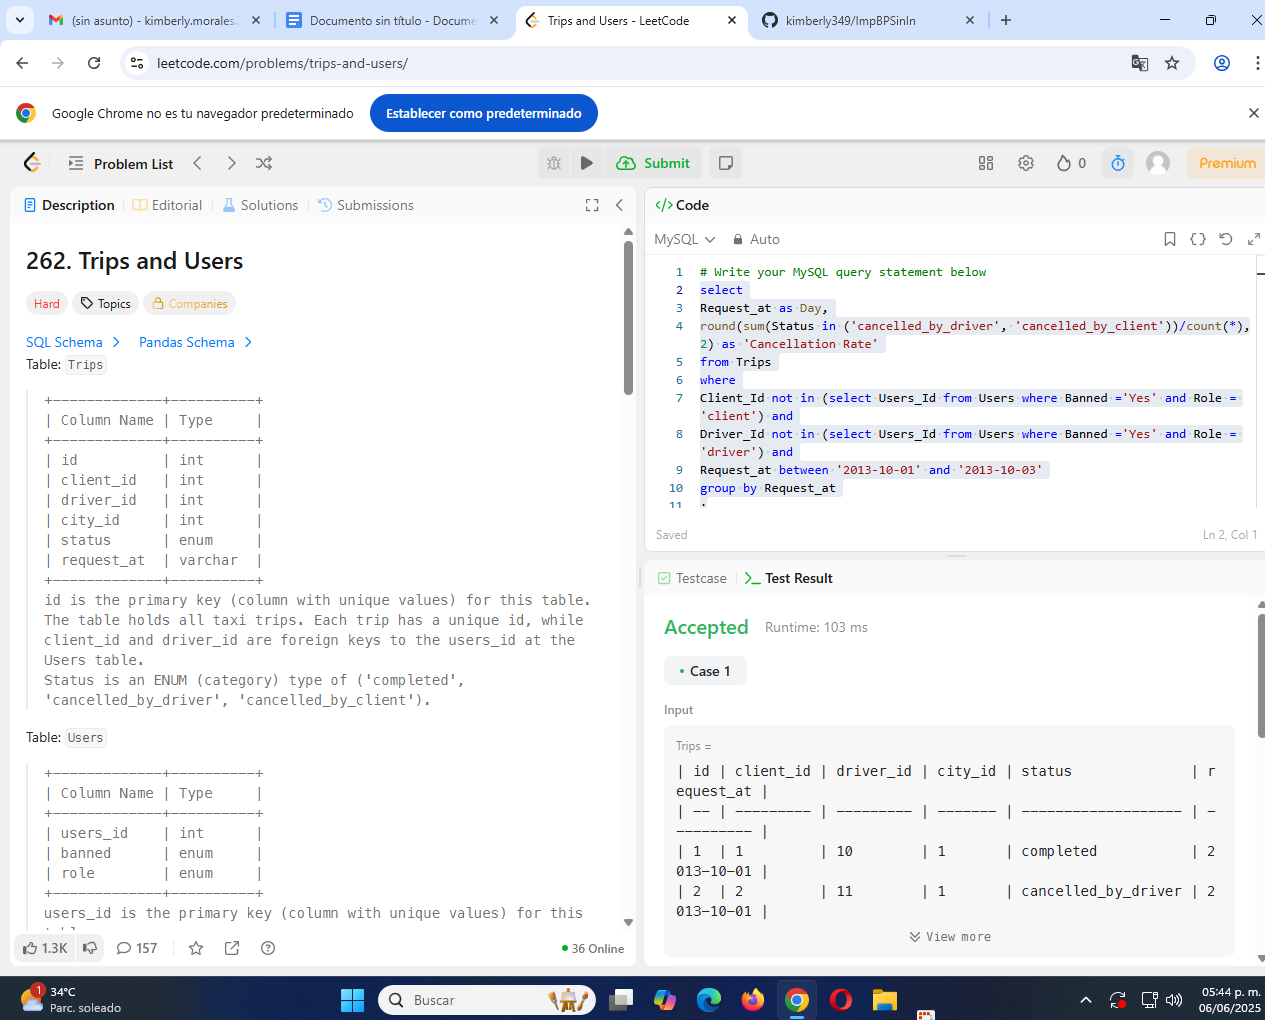 (sin asunto) - kimberly.morales.
Documento sin título - Docume
Trips and Users - LeetCode
kimberly349/ImpBPSinIn
leetcode.com/problems/trips-and-users/
Google Chrome no es tu navegador predeterminado
Establecer como predeterminado
Problem List
Submit
0
Premium
Description
Editorial
Solutions
Submissions
262. Trips and Users
Hard
Topics
Companies
SQL Schema
Pandas Schema
Table: Trips
+-------------+----------+
| Column Name | Type     |
+-------------+----------+
| id          | int      |
| client_id   | int      |
| driver_id   | int      |
| city_id     | int      |
| status      | enum     |
| request_at  | varchar  |
+-------------+----------+
id is the primary key (column with unique values) for this table.
The table holds all taxi trips. Each trip has a unique id, while
client_id and driver_id are foreign keys to the users_id at the
Users table.
Status is an ENUM (category) type of ('completed',
'cancelled_by_driver', 'cancelled_by_client').
Table: Users
+-------------+----------+
| Column Name | Type     |
+-------------+----------+
| users_id    | int      |
| banned      | enum     |
| role        | enum     |
+-------------+----------+
users_id is the primary key (column with unique values) for this
1.3K
157
36 Online
Code
MySQL
Auto
1 # Write your MySQL query statement below
2 select
3 Request_at as Day,
4 round(sum(Status in ('cancelled_by_driver', 'cancelled_by_client'))/count(*),
2) as 'Cancellation Rate'
5 from Trips
6 where
7 Client_Id not in (select Users_Id from Users where Banned ='Yes' and Role =
'client') and
8 Driver_Id not in (select Users_Id from Users where Banned ='Yes' and Role =
'driver') and
9 Request_at between '2013-10-01' and '2013-10-03'
10 group by Request_at
11
Saved
Ln 2, Col 1
Testcase
Test Result
Accepted
Runtime: 103 ms
Case 1
Input
Trips =
| id | client_id | driver_id | city_id | status              | r
equest_at |
| -- | --------- | --------- | ------- | ------------------- | -
--------- |
| 1  | 1         | 10        | 1       | completed           | 2
013-10-01 |
| 2  | 2         | 11        | 1       | cancelled_by_driver | 2
013-10-01 |
View more
1
34°C
Parc. soleado
Buscar
05:44 p. m.
06/06/2025